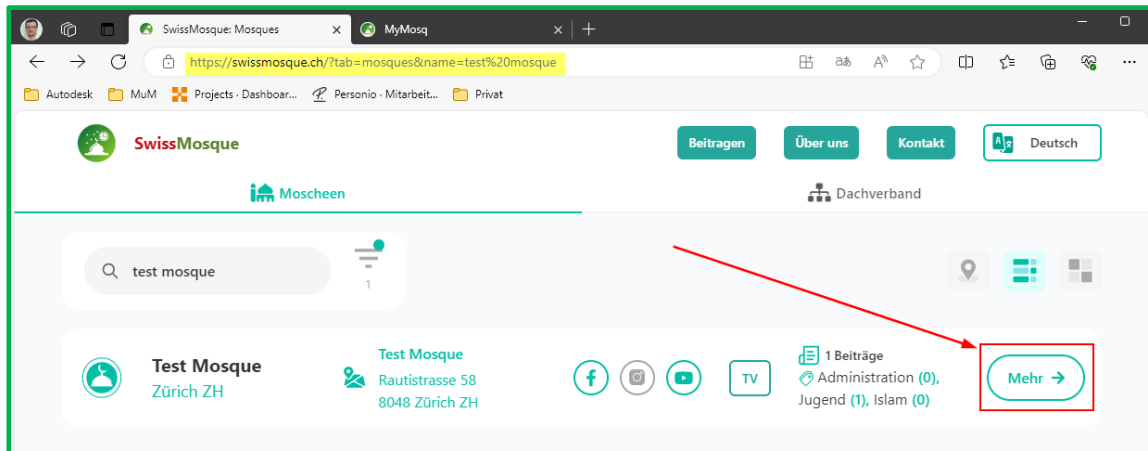 SwissMosque: Mosques
MyMosq
https://swissmosque.ch/?tab=mosques&name=test%20mosque
Autodesk MuM Projects · Dashboar... Personio · Mitarbeit... Privat
SwissMosque
Beitragen
Über uns
Kontakt
Deutsch
Moscheen
Dachverband
test mosque
1
Test Mosque
Zürich ZH
Test Mosque
Rautistrasse 58
8048 Zürich ZH
TV
1 Beiträge
Administration (0),
Jugend (1), Islam (0)
Mehr →